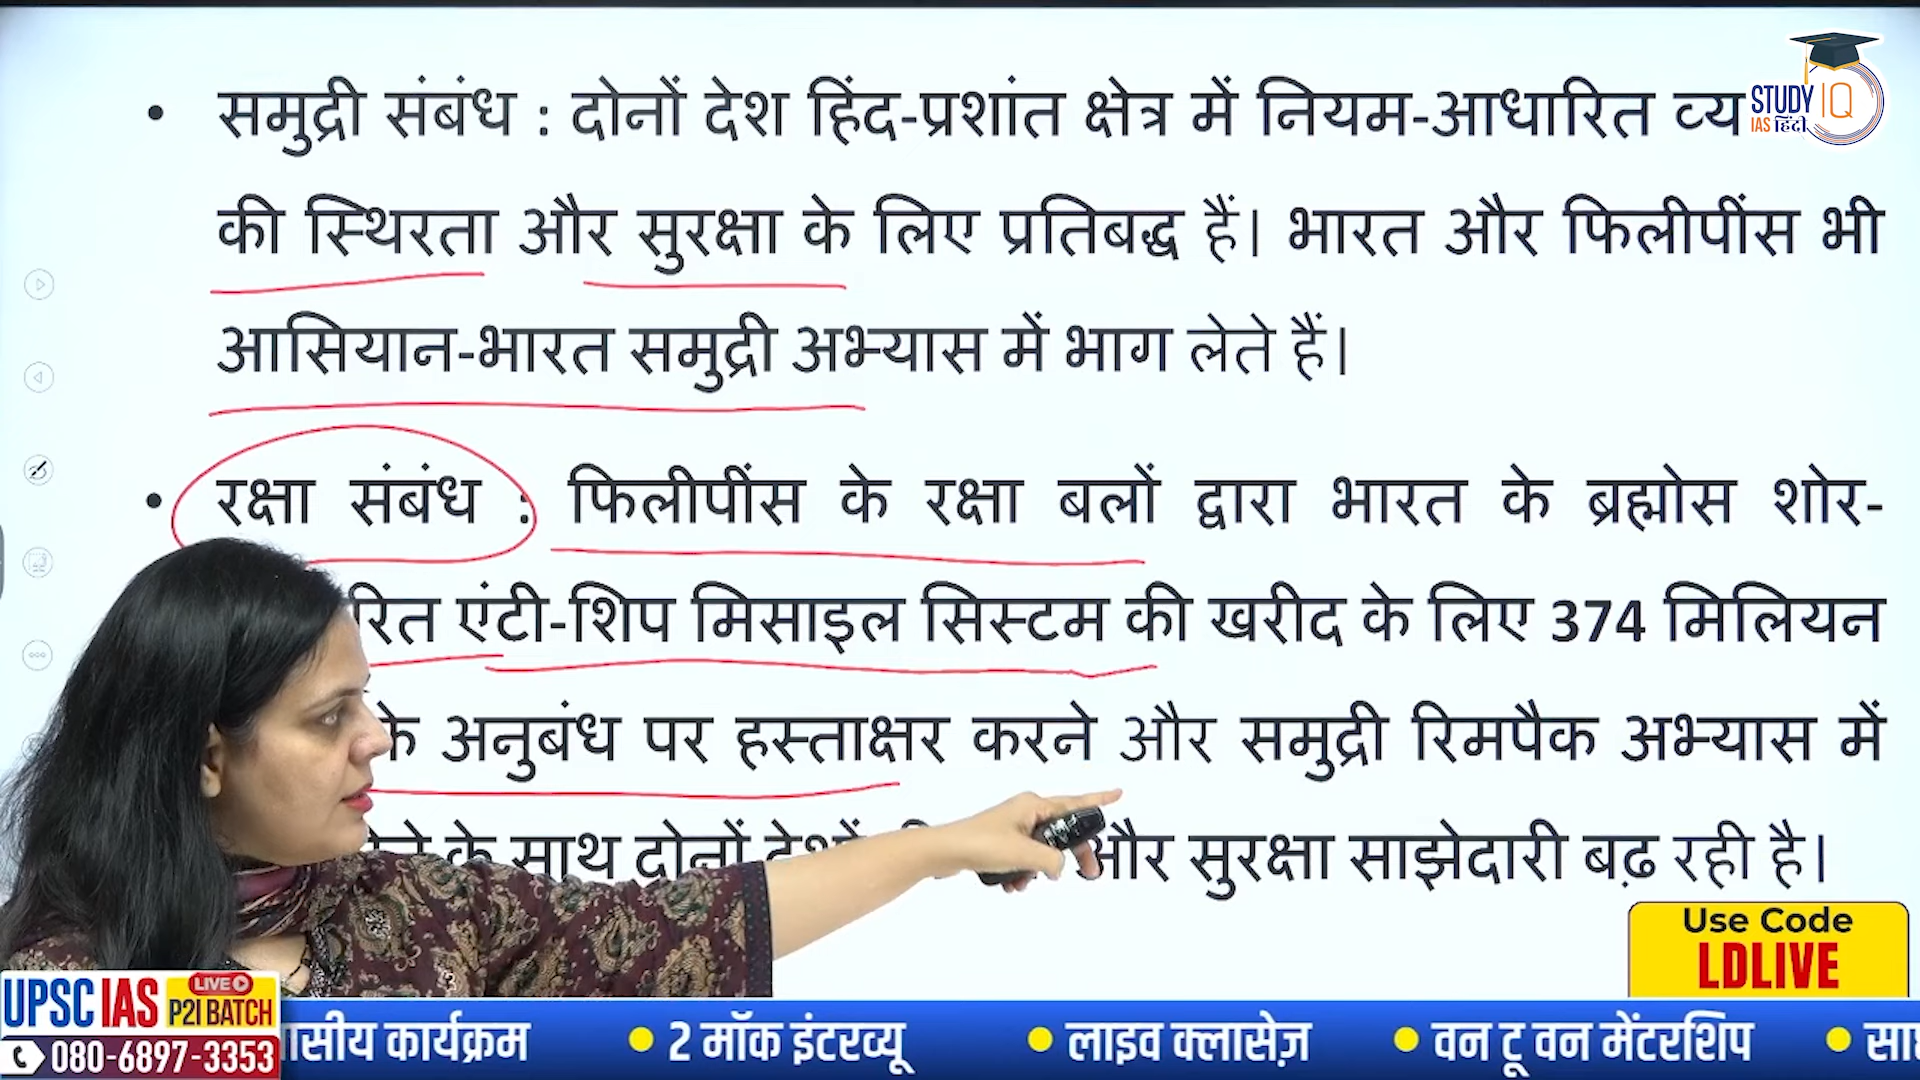 • समुद्री संबंध : दोनों देश हिंद-प्रशांत क्षेत्र में नियम-आधारित व्य
की स्थिरता और सुरक्षा के लिए प्रतिबद्ध हैं। भारत और फिलीपींस भी
आसियान-भारत समुद्री अभ्यास में भाग लेते हैं।
• रक्षा संबंध : फिलीपींस के रक्षा बलों द्वारा भारत के ब्रह्मोस शोर-
रित एंटी-शिप मिसाइल सिस्टम की खरीद के लिए 374 मिलियन
के अनुबंध पर हस्ताक्षर करने और समुद्री रिमपैक अभ्यास में
के साथ दोनों देशों और सुरक्षा साझेदारी बढ़ रही है।
STUDY IQ
IAS हिंदी
Use Code
LDLIVE
UPSC IAS LIVE P2I BATCH
080-6897-3353
ासीय कार्यक्रम • 2 मॉक इंटरव्यू • लाइव क्लासेज़ • वन टू वन मेंटरशिप •